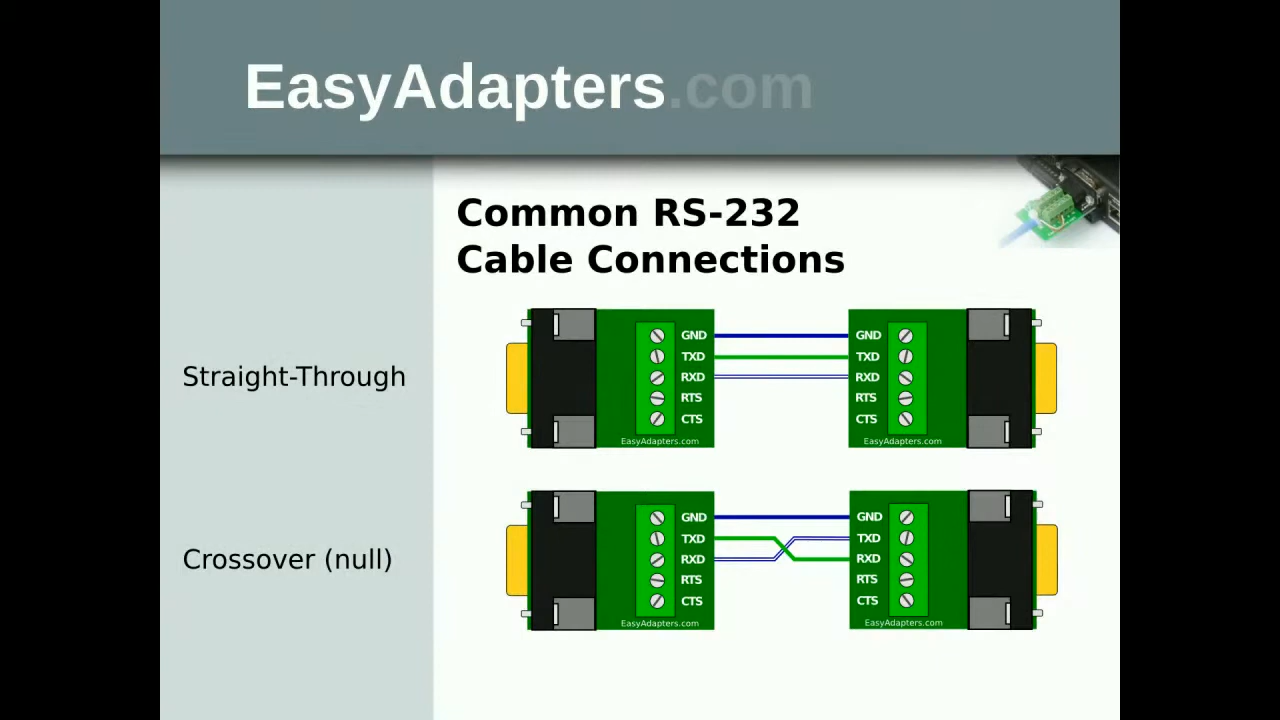 EasyAdapters.com
Common RS-232
Cable Connections
Straight-Through
GND GND
TXD TXD
RXD RXD
RTS RTS
CTS CTS
EasyAdapters.com EasyAdapters.com
Crossover (null)
GND GND
TXD TXD
RXD RXD
RTS RTS
CTS CTS
EasyAdapters.com EasyAdapters.com